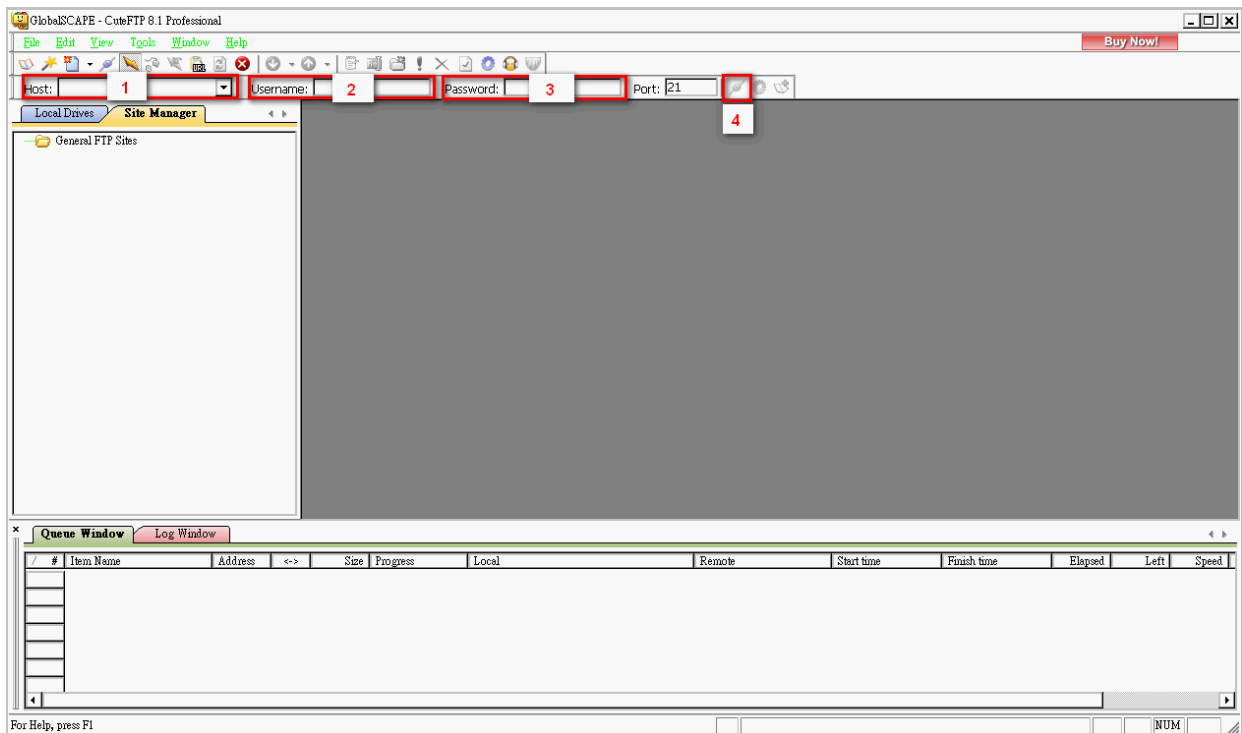 GlobalSCAPE - CuteFTP 8.1 Professional
File Edit View Tools Window Help
Buy Now!
URL
Host: 1 Username: 2 Password: 3 Port: 21
4
Local Drives Site Manager
General FTP Sites
Queue Window Log Window
/ # Item Name Address <-> Size Progress Local Remote Start time Finish time Elapsed Left Speed
For Help, press F1
NUM